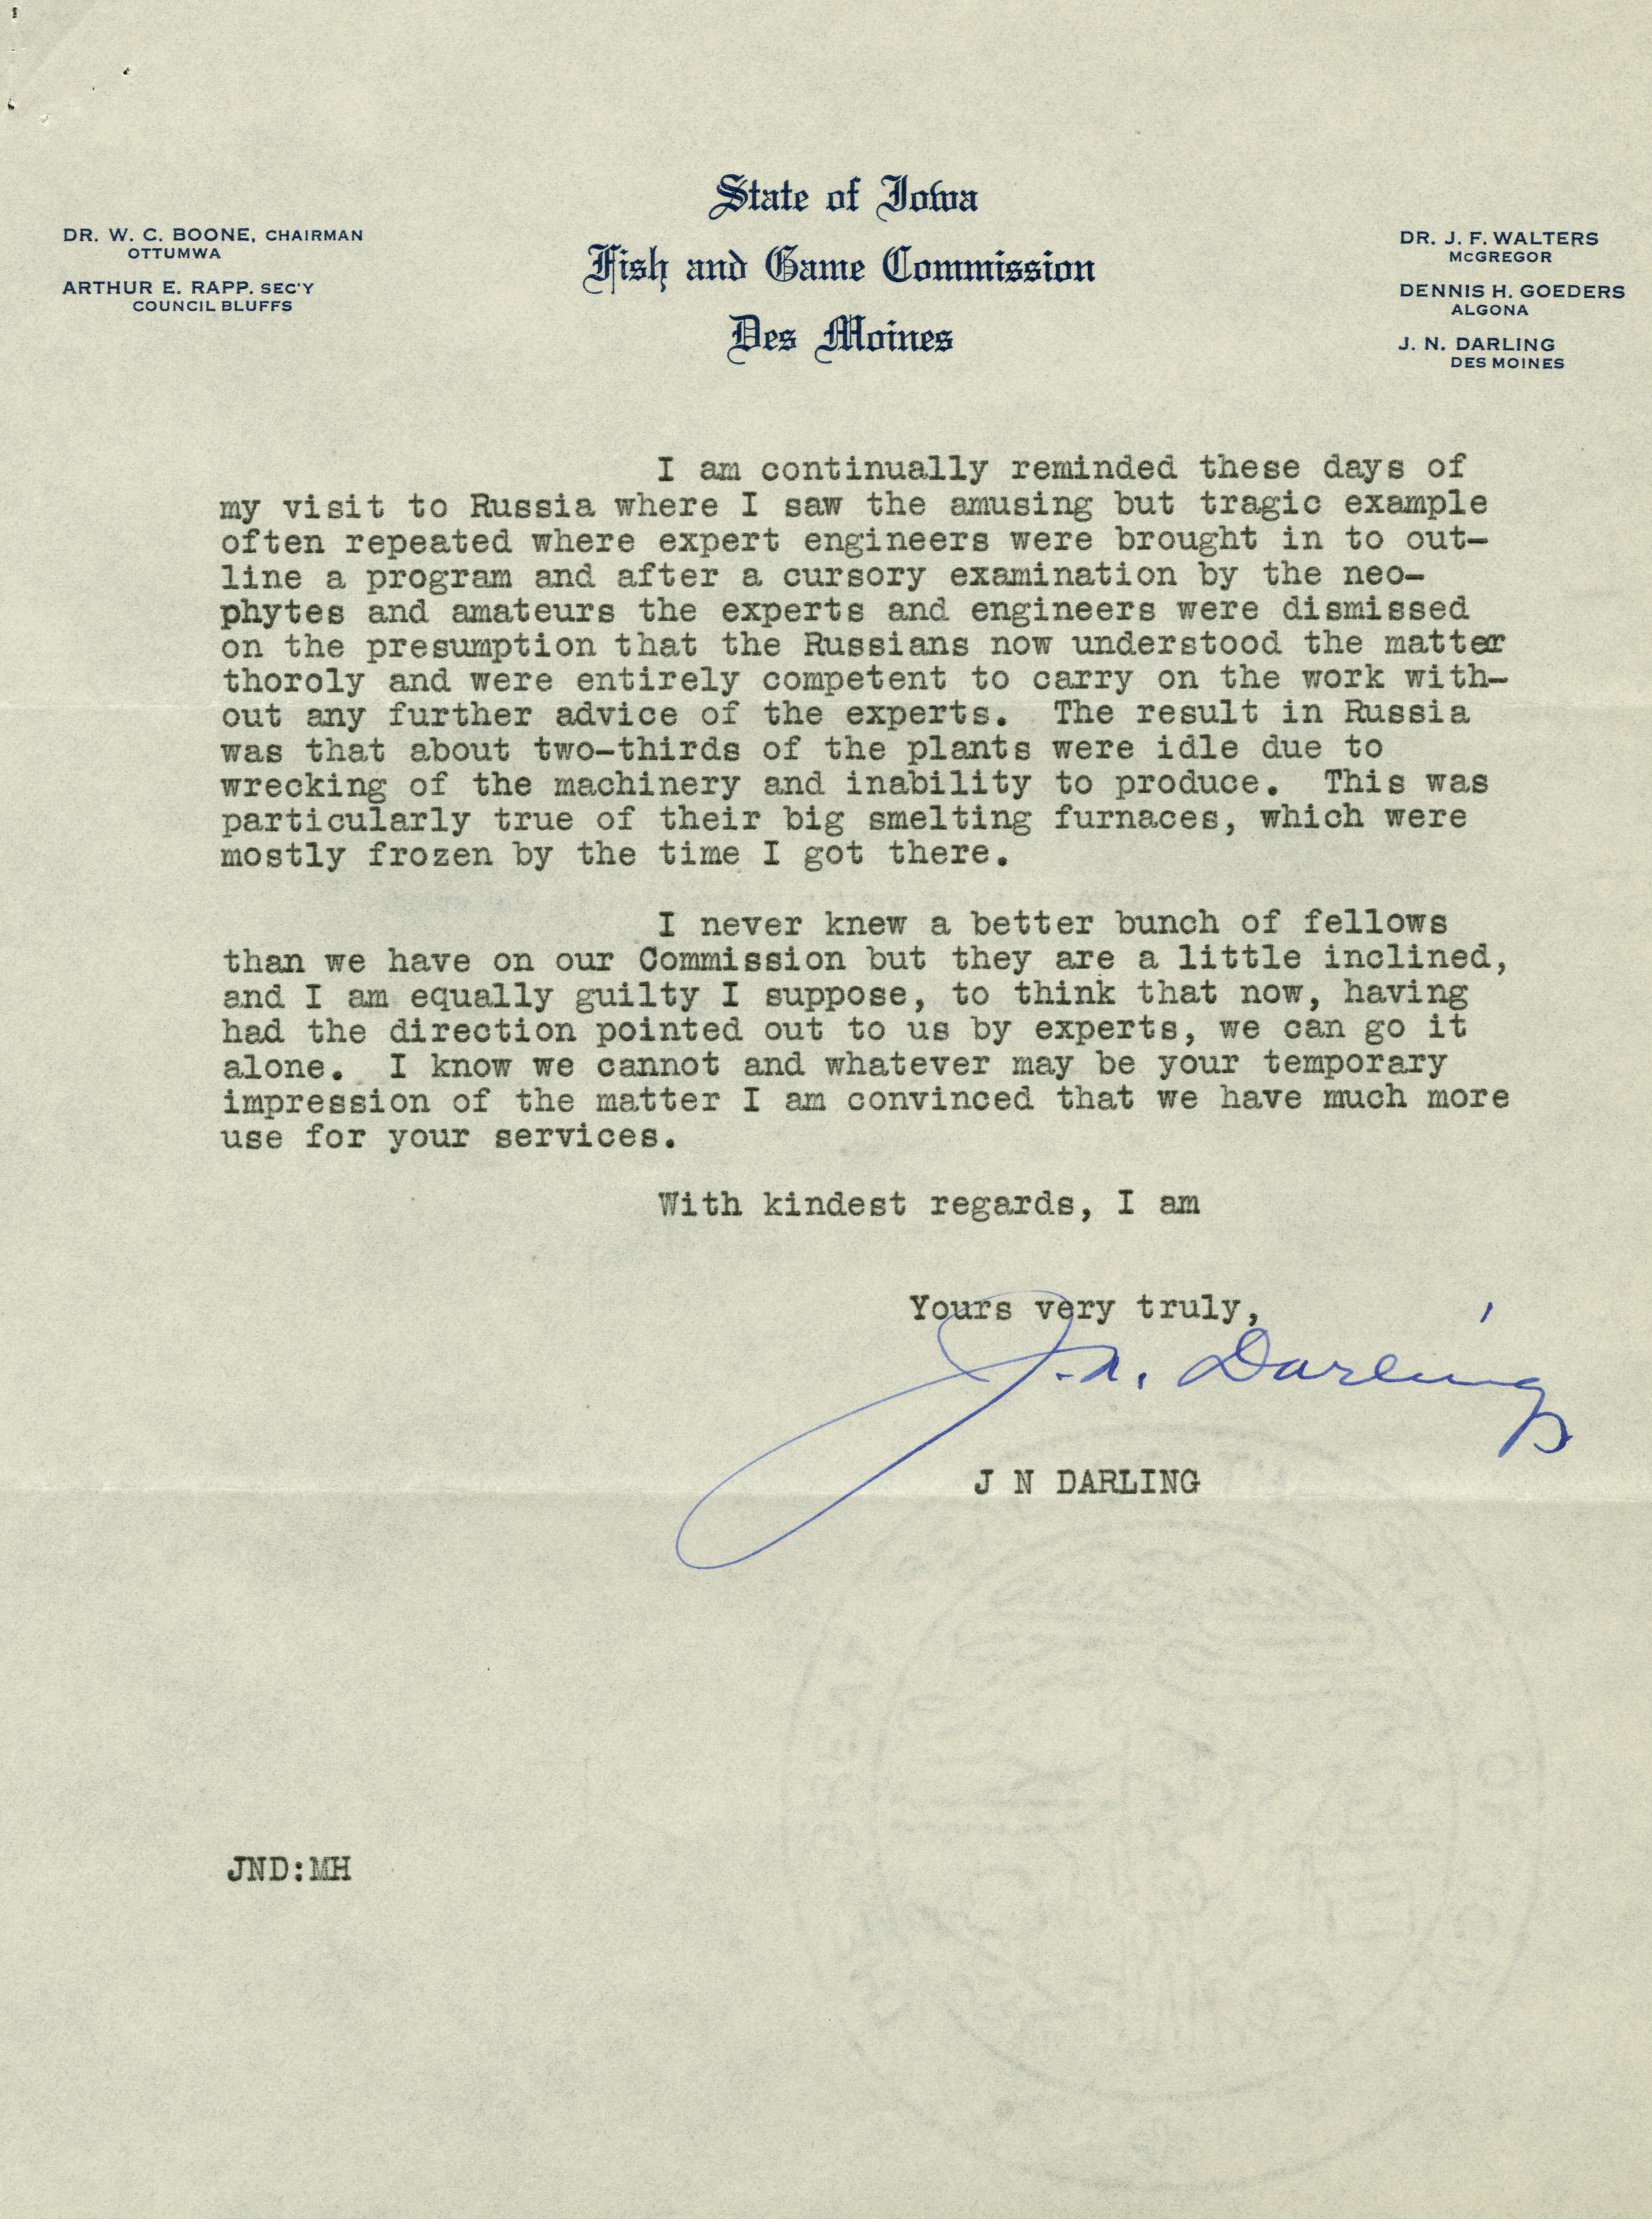 State of Iowa
Fish and Game Commission
Des Moines
DR. W. C. BOONE, CHAIRMAN
OTTUMWA
ARTHUR E. RAPP. SEC'Y
COUNCIL BLUFFS
DR. J. F. WALTERS
McGREGOR
DENNIS H. GOEDERS
ALGONA
J. N. DARLING
DES MOINES
I am continually reminded these days of
my visit to Russia where I saw the amusing but tragic example
often repeated where expert engineers were brought in to out-
line a program and after a cursory examination by the neo-
phytes and amateurs the experts and engineers were dismissed
on the presumption that the Russians now understood the matter
thoroly and were entirely competent to carry on the work with-
out any further advice of the experts. The result in Russia
was that about two-thirds of the plants were idle due to
wrecking of the machinery and inability to produce. This was
particularly true of their big smelting furnaces, which were
mostly frozen by the time I got there.
I never knew a better bunch of fellows
than we have on our Commission but they are a little inclined,
and I am equally guilty I suppose, to think that now, having
had the direction pointed out to us by experts, we can go it
alone. I know we cannot and whatever may be your temporary
impression of the matter I am convinced that we have much more
use for your services.
With kindest regards, I am
Yours very truly,
J. N. Darling
J N DARLING
JND:MH